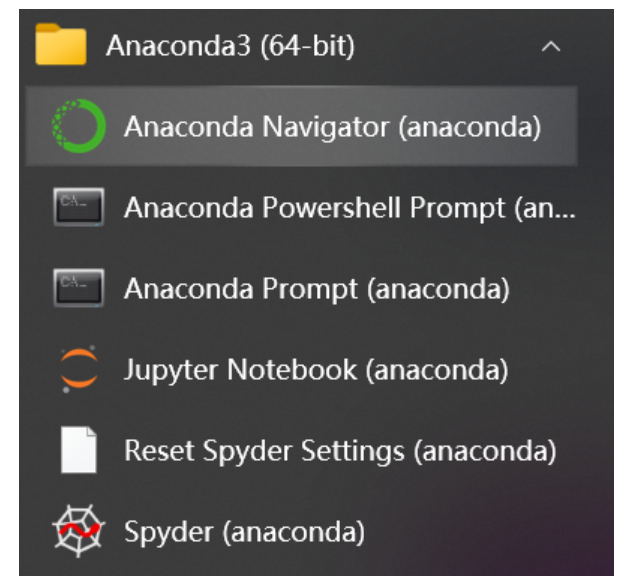 Anaconda3 (64-bit)
Anaconda Navigator (anaconda)
Anaconda Powershell Prompt (an...
Anaconda Prompt (anaconda)
Jupyter Notebook (anaconda)
Reset Spyder Settings (anaconda)
Spyder (anaconda)